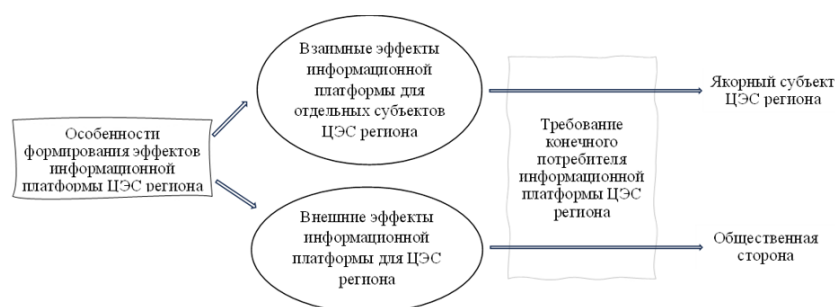 Особенности
формирования эффектов
информационной
платформы ЦЭС региона
Взаимные эффекты
информационной
платформы для
отдельных субъектов
ЦЭС региона
Внешние эффекты
информационной
платформы для ЦЭС
региона
Требование
конечного
потребителя
информационной
платформы ЦЭС
региона
Якорный субъект
ЦЭС региона
Общественная
сторона